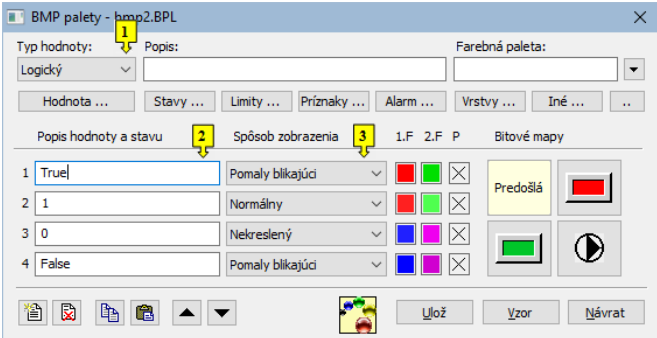 BMP palety - bmp2.BPL
1
Typ hodnoty: Popis: Farebná paleta:
Logický
Hodnota ... Stavy ... Limity ... Príznaky ... Alarm ... Vrstvy ... Iné ... ..
Popis hodnoty a stavu 2 Spôsob zobrazenia 3 1.F 2.F P Bitové mapy
1 True Pomaly blikajúci
Predošlá
2 1 Normálny
3 0 Nekreslený
4 False Pomaly blikajúci
Ulož Vzor Návrat